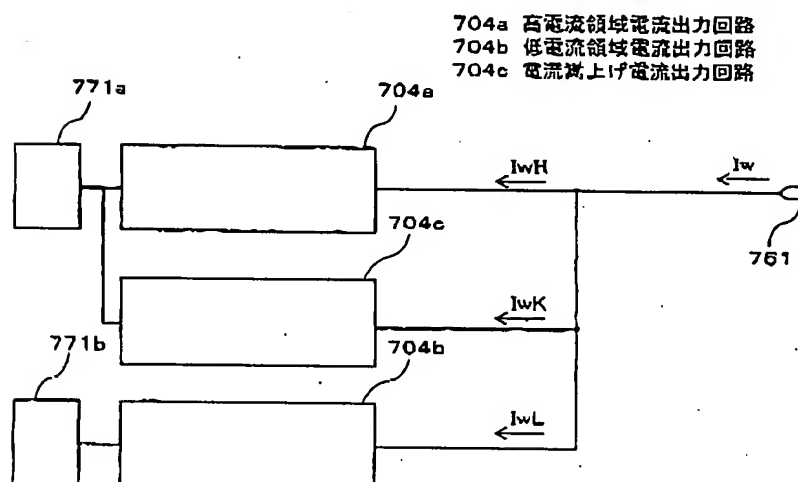 704a 高電流領域電流出力回路
704b 低電流領域電流出力回路
704c 電流嵩上げ電流出力回路
771a
704a
IwH
Iw
704c
761
IwK
771b
704b
IwL